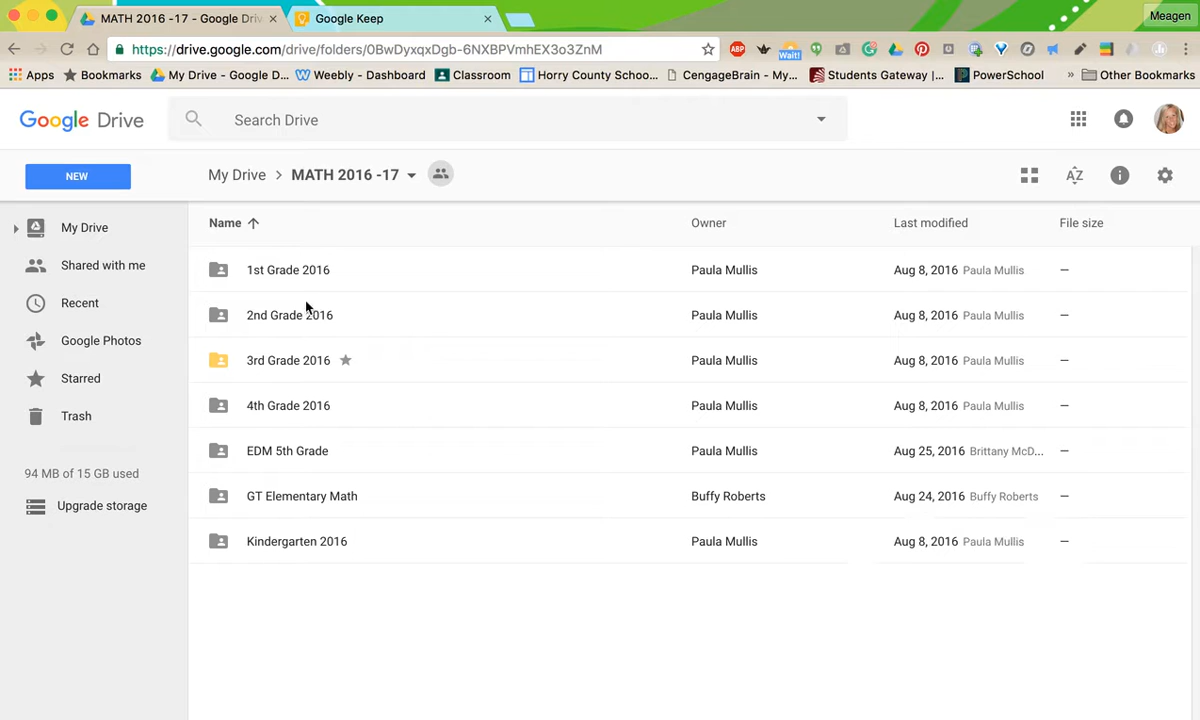 MATH 2016 -17 - Google Driv
Google Keep
Meagen
https://drive.google.com/drive/folders/0BwDyxqxDgb-6NXBPVmhEX3o3ZnM
Apps
Bookmarks
My Drive - Google D...
Weebly - Dashboard
Classroom
Horry County Schoo...
CengageBrain - My...
Students Gateway |...
PowerSchool
»
Other Bookmarks
ABP
Wait!
Google Drive
Search Drive
NEW
My Drive > MATH 2016 -17
AZ
My Drive
Shared with me
Recent
Google Photos
Starred
Trash
94 MB of 15 GB used
Upgrade storage
Name Owner Last modified File size
1st Grade 2016 Paula Mullis Aug 8, 2016 Paula Mullis —
2nd Grade 2016 Paula Mullis Aug 8, 2016 Paula Mullis —
3rd Grade 2016 Paula Mullis Aug 8, 2016 Paula Mullis —
4th Grade 2016 Paula Mullis Aug 8, 2016 Paula Mullis —
EDM 5th Grade Paula Mullis Aug 25, 2016 Brittany McD... —
GT Elementary Math Buffy Roberts Aug 24, 2016 Buffy Roberts —
Kindergarten 2016 Paula Mullis Aug 8, 2016 Paula Mullis —